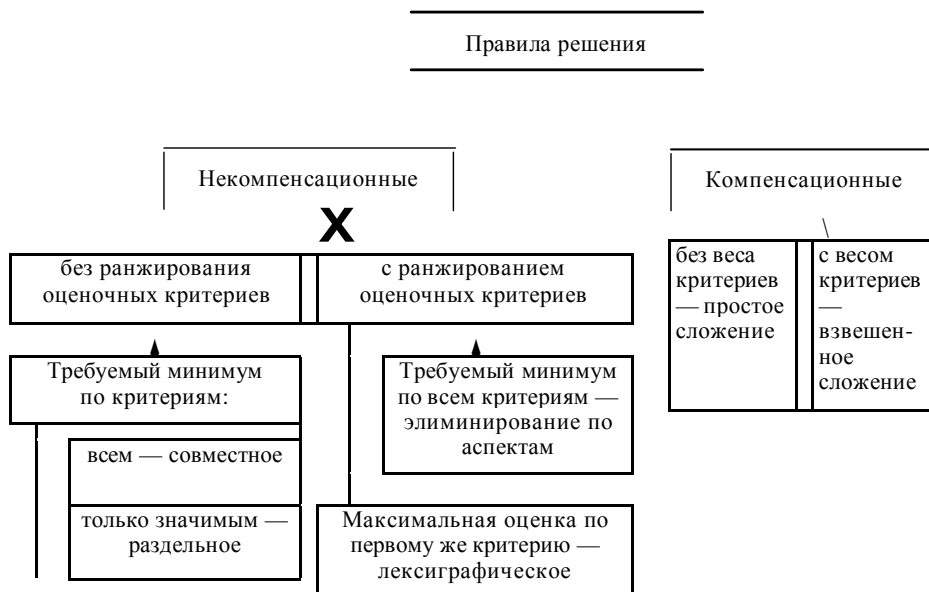 Правила решения
Некомпенсационные
Компенсационные
X
без ранжирования
оценочных критериев
с ранжированием
оценочных критериев
без веса
критериев
— простое
сложение
с весом
критериев
—
взвешен-
ное
сложение
Требуемый минимум
по критериям:
Требуемый минимум
по всем критериям —
элиминирование по
аспектам
всем — совместное
только значимым —
раздельное
Максимальная оценка по
первому же критерию —
лексиграфическое